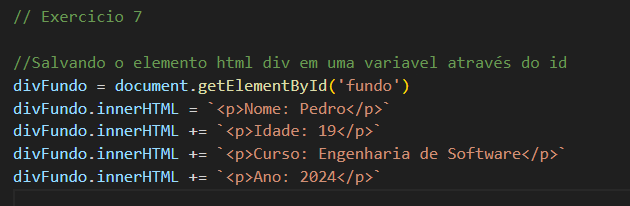 // Exercicio 7
//Salvando o elemento html div em uma variavel através do id
divFundo = document.getElementById('fundo')
divFundo.innerHTML = `<p>Nome: Pedro</p>`
divFundo.innerHTML += `<p>Idade: 19</p>`
divFundo.innerHTML += `<p>Curso: Engenharia de Software</p>`
divFundo.innerHTML += `<p>Ano: 2024</p>`